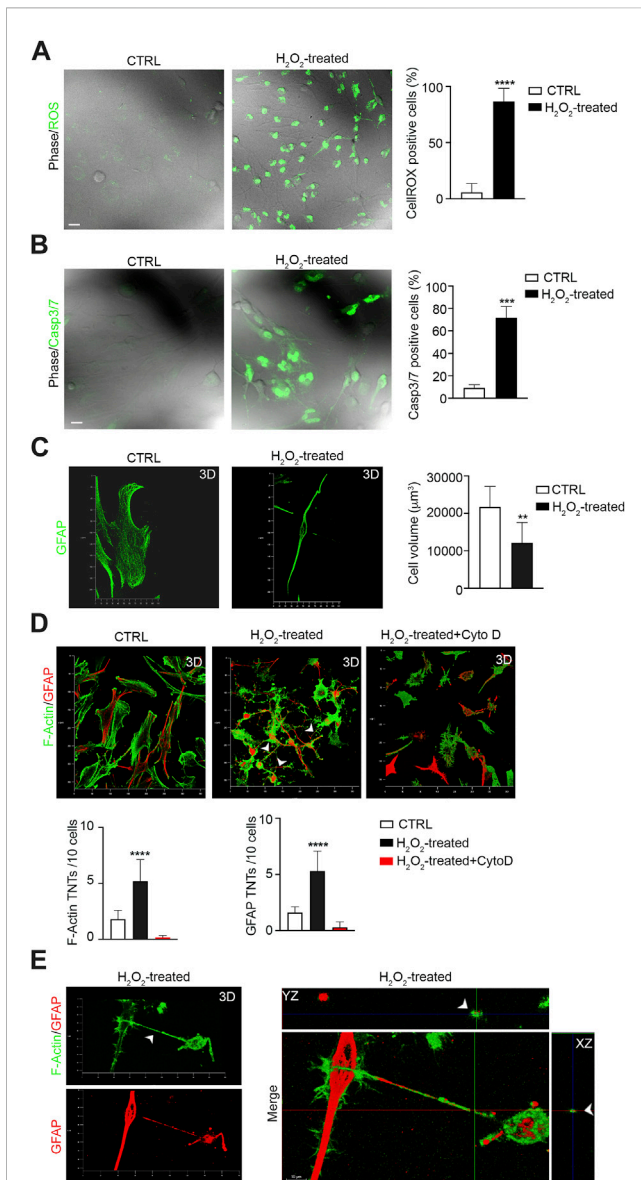 A
CTRL
H2O2-treated
Phase/ROS
CellROX positive cells (%)
100
50
0
****
CTRL
H2O2-treated
B
CTRL
H2O2-treated
Phase/Casp3/7
Casp3/7 positive cells (%)
100
80
60
40
20
0
***
CTRL
H2O2-treated
C
CTRL
H2O2-treated
GFAP
3D
3D
Cell volume (μm3)
30000
20000
10000
0
**
CTRL
H2O2-treated
D
CTRL
H2O2-treated
H2O2-treated+Cyto D
F-Actin/GFAP
3D
3D
3D
F-Actin TNTs /10 cells
10
5
0
****
GFAP TNTs /10 cells
10
5
0
****
CTRL
H2O2-treated
H2O2-treated+CytoD
E
H2O2-treated
H2O2-treated
F-Actin/GFAP
3D
GFAP
Merge
YZ
XZ